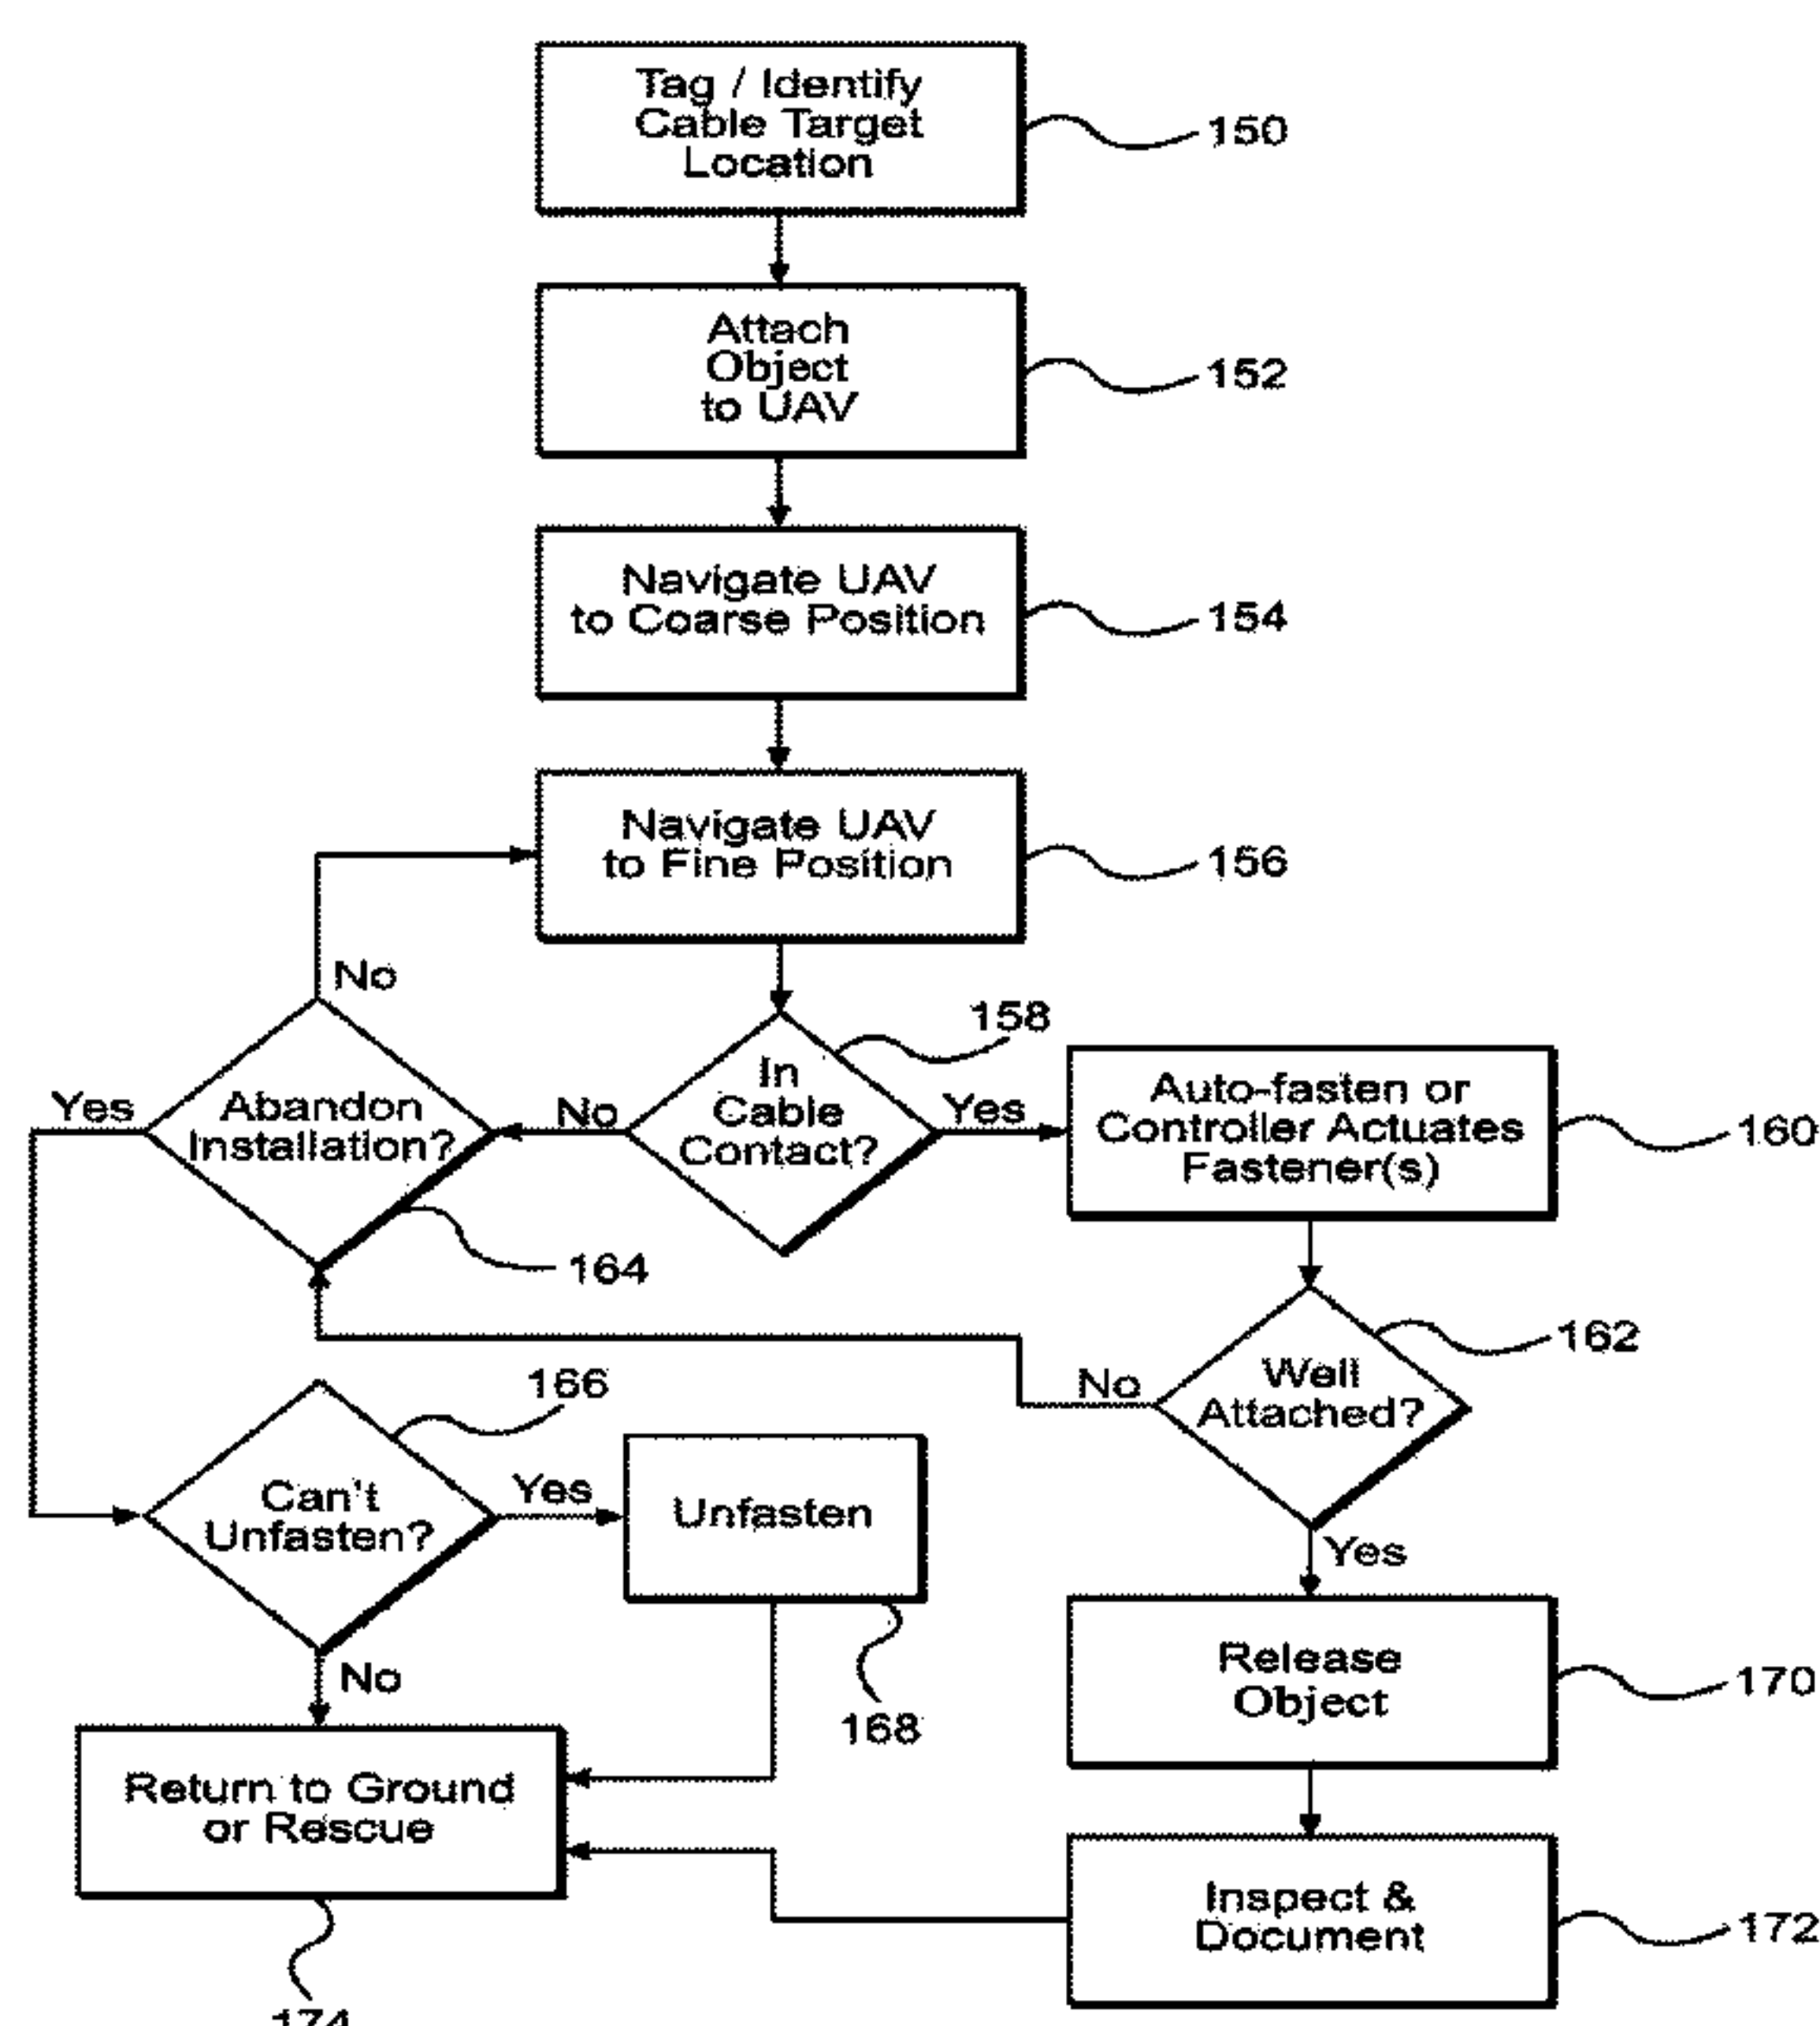 Tag / Identify
Cable Target
Location
150
Attach
Object
to UAV
152
Navigate UAV
to Coarse Position
154
Navigate UAV
to Fine Position
156
No
158
Yes
Abandon
Installation?
No
In
Cable
Contact?
Yes
Auto-fasten or
Controller Actuates
Fastener(s)
160
164
162
166
No
Well
Attached?
Can't
Unfasten?
Yes
Unfasten
Yes
No
168
Release
Object
170
Return to Ground
or Rescue
Inspect &
Document
172
174